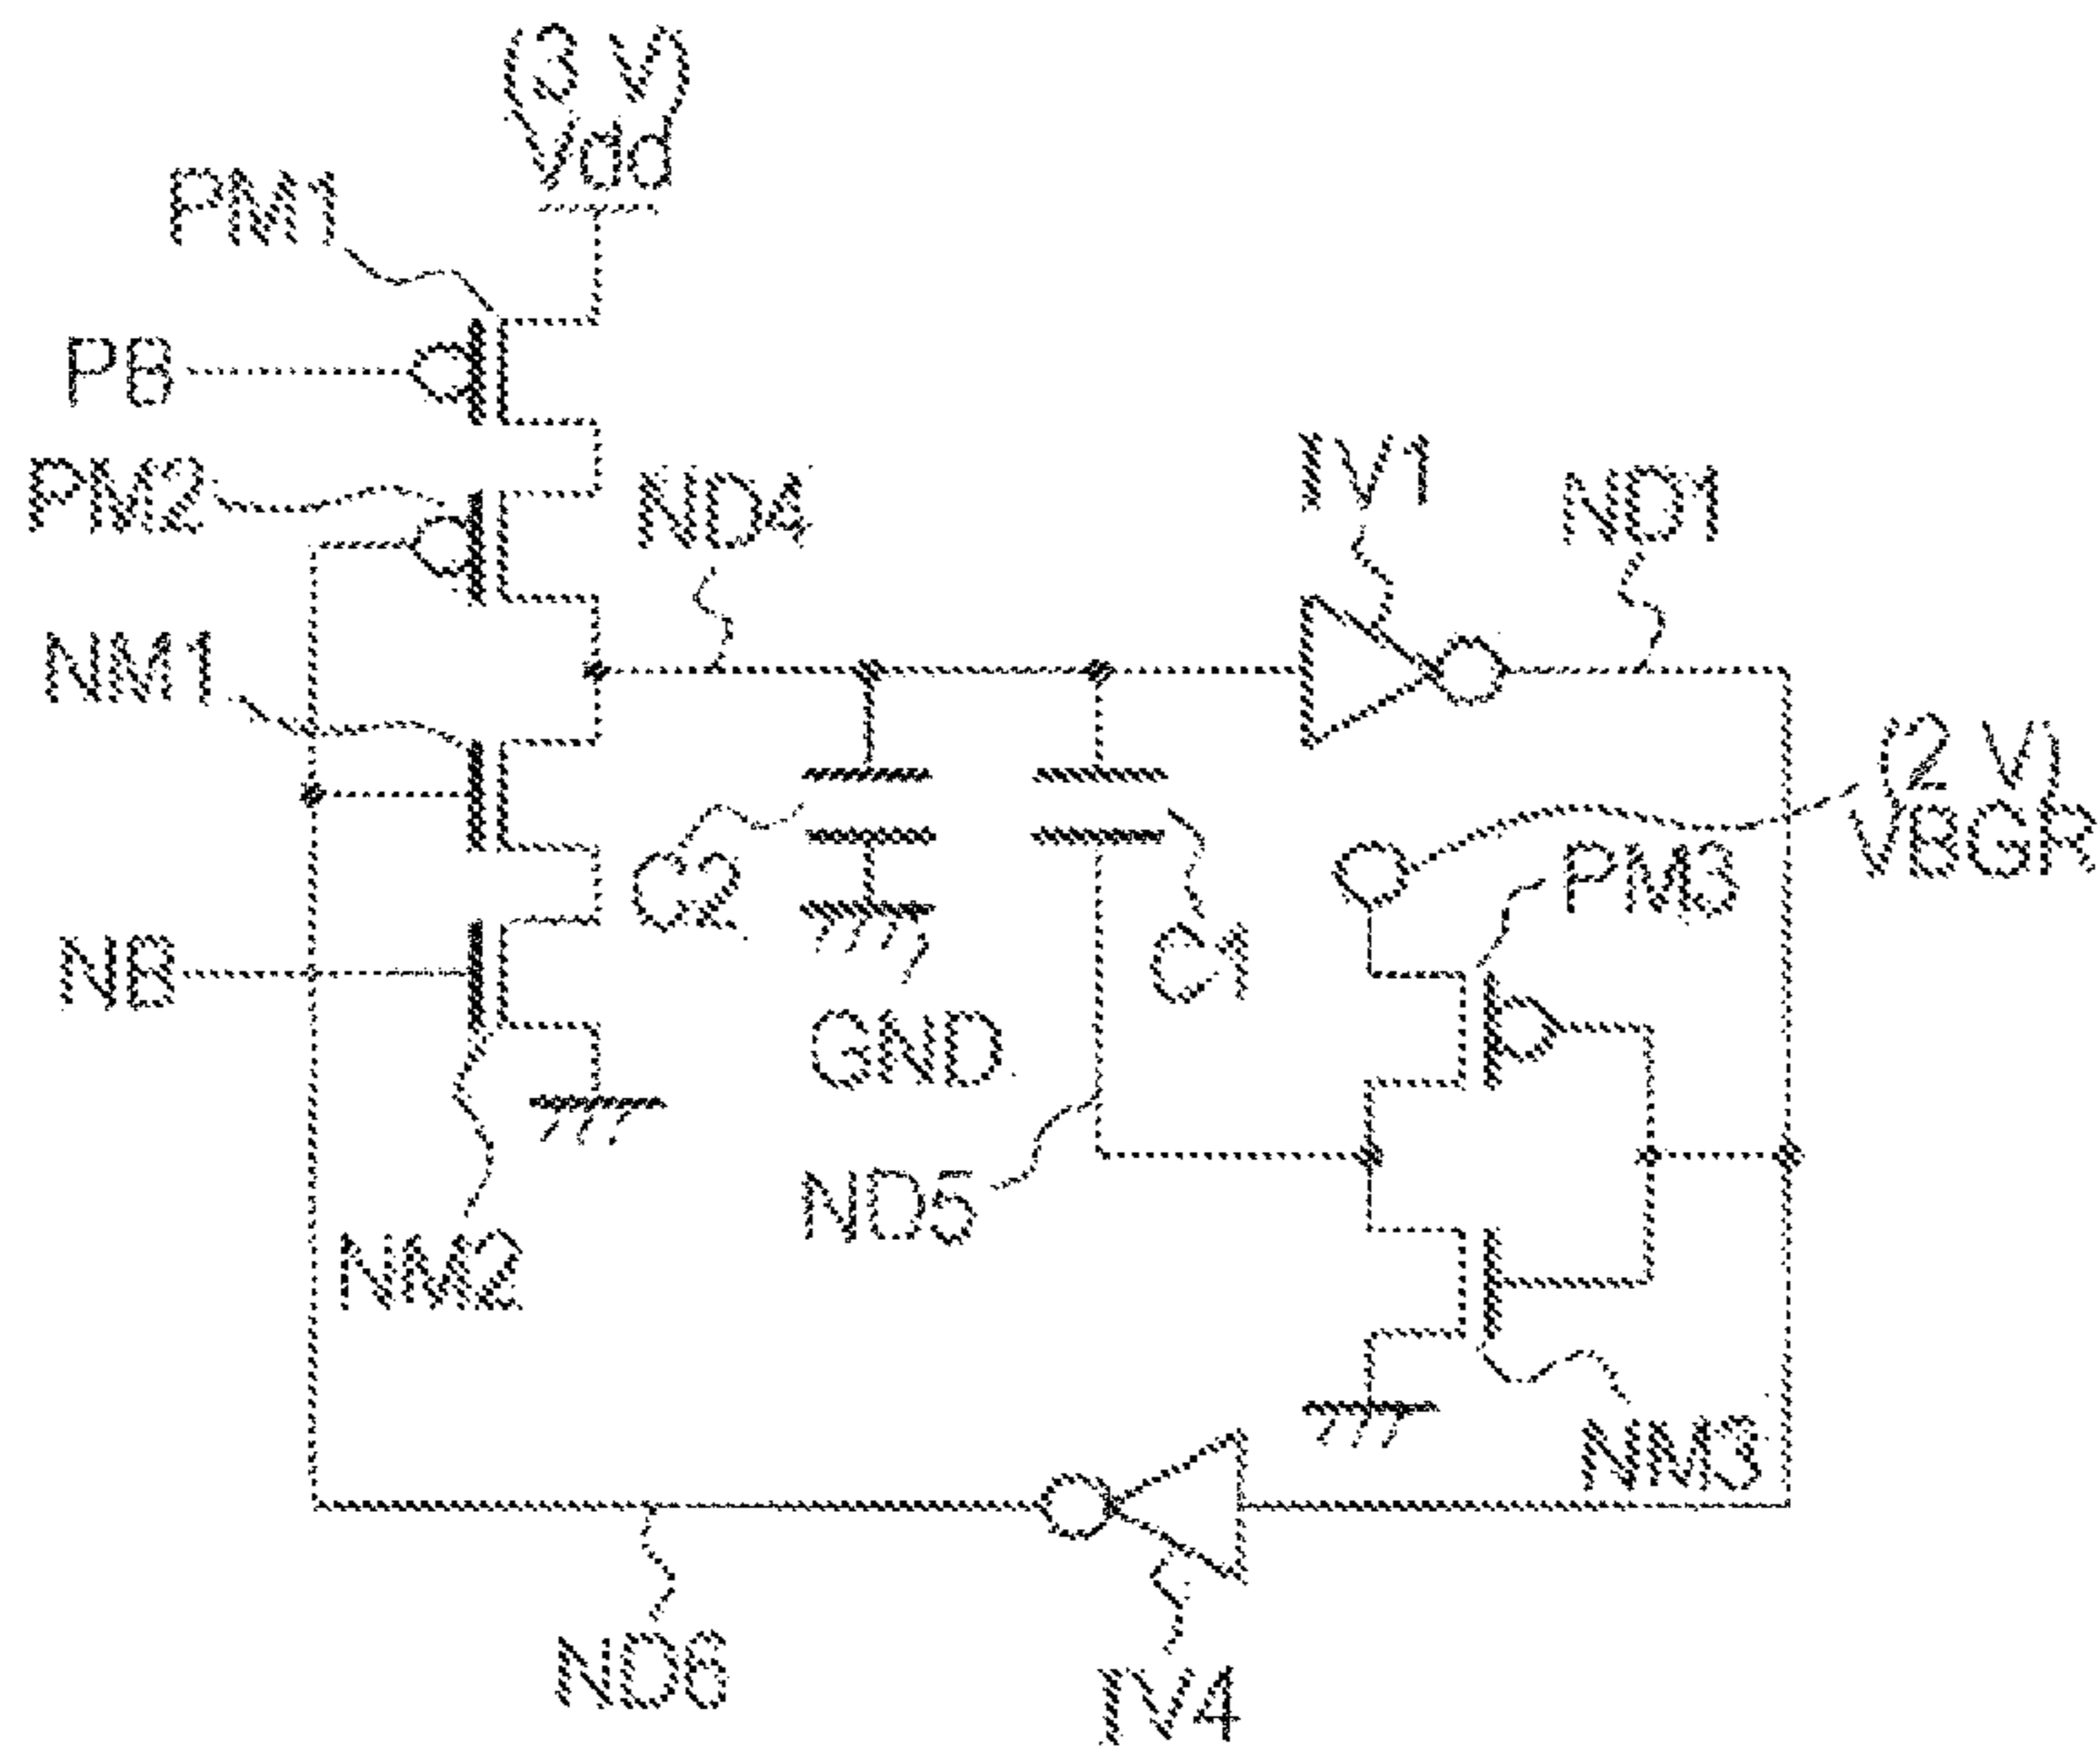 (3 V)
Vdd
PM1
PB
PM2
ND4
IV1
ND1
NM1
(2 V)
VBGR
C2
PM3
NB
C1
GND
ND5
NM2
NM3
ND6
IV4